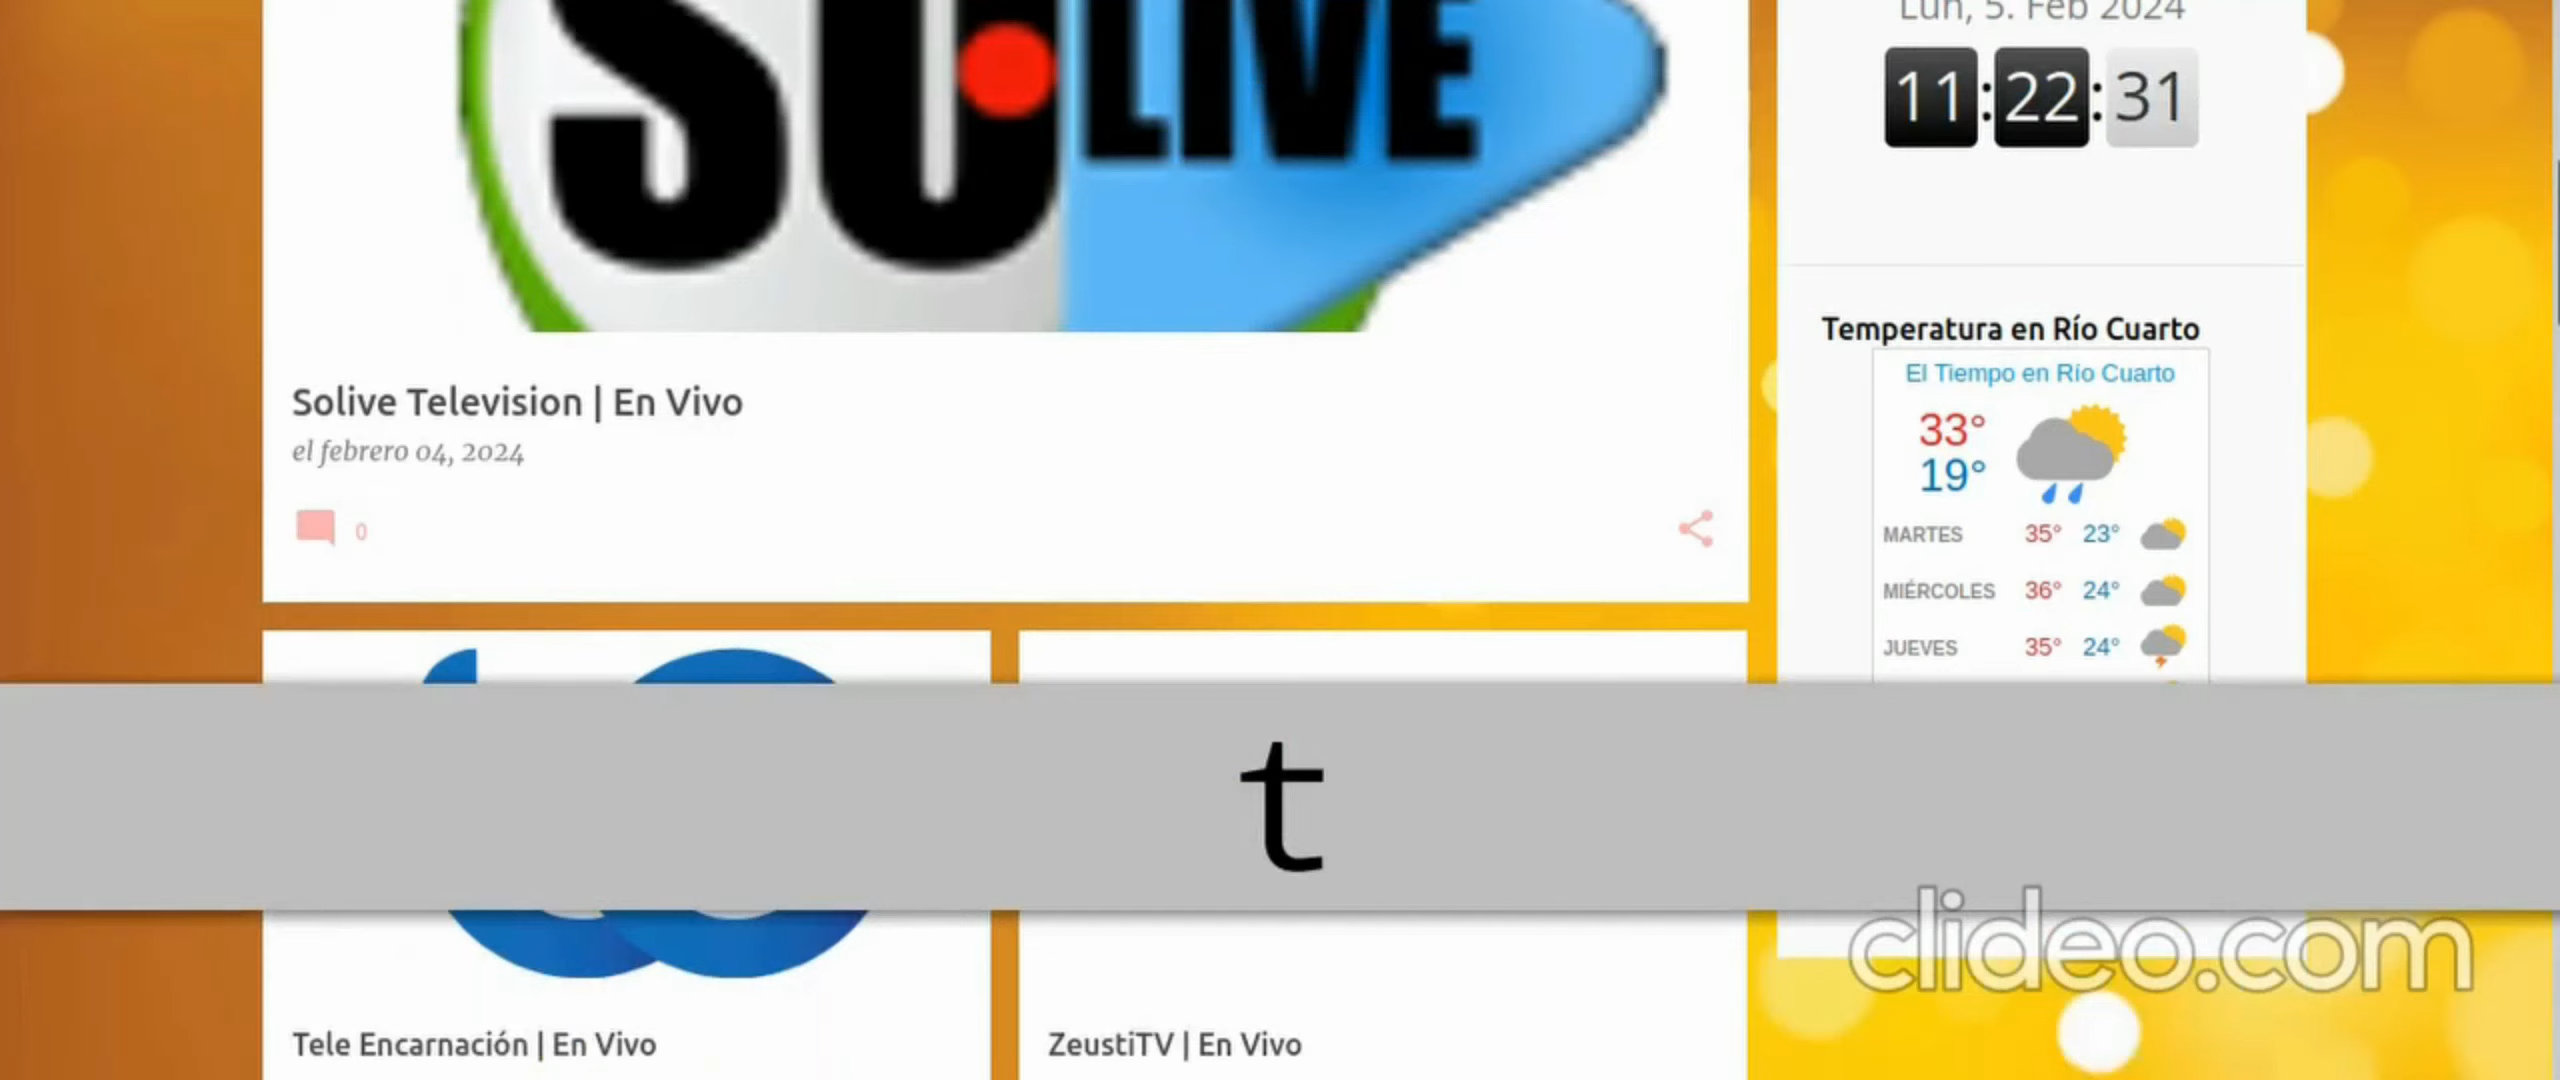 SO LIVE
Solive Television | En Vivo
el febrero 04, 2024
0
Tele Encarnación | En Vivo
ZeustiTV | En Vivo
Lun, 5. Feb 2024
11:22:31
Temperatura en Río Cuarto
El Tiempo en Río Cuarto
33°
19°
MARTES 35° 23°
MIÉRCOLES 36° 24°
JUEVES 35° 24°
t
clideo.com